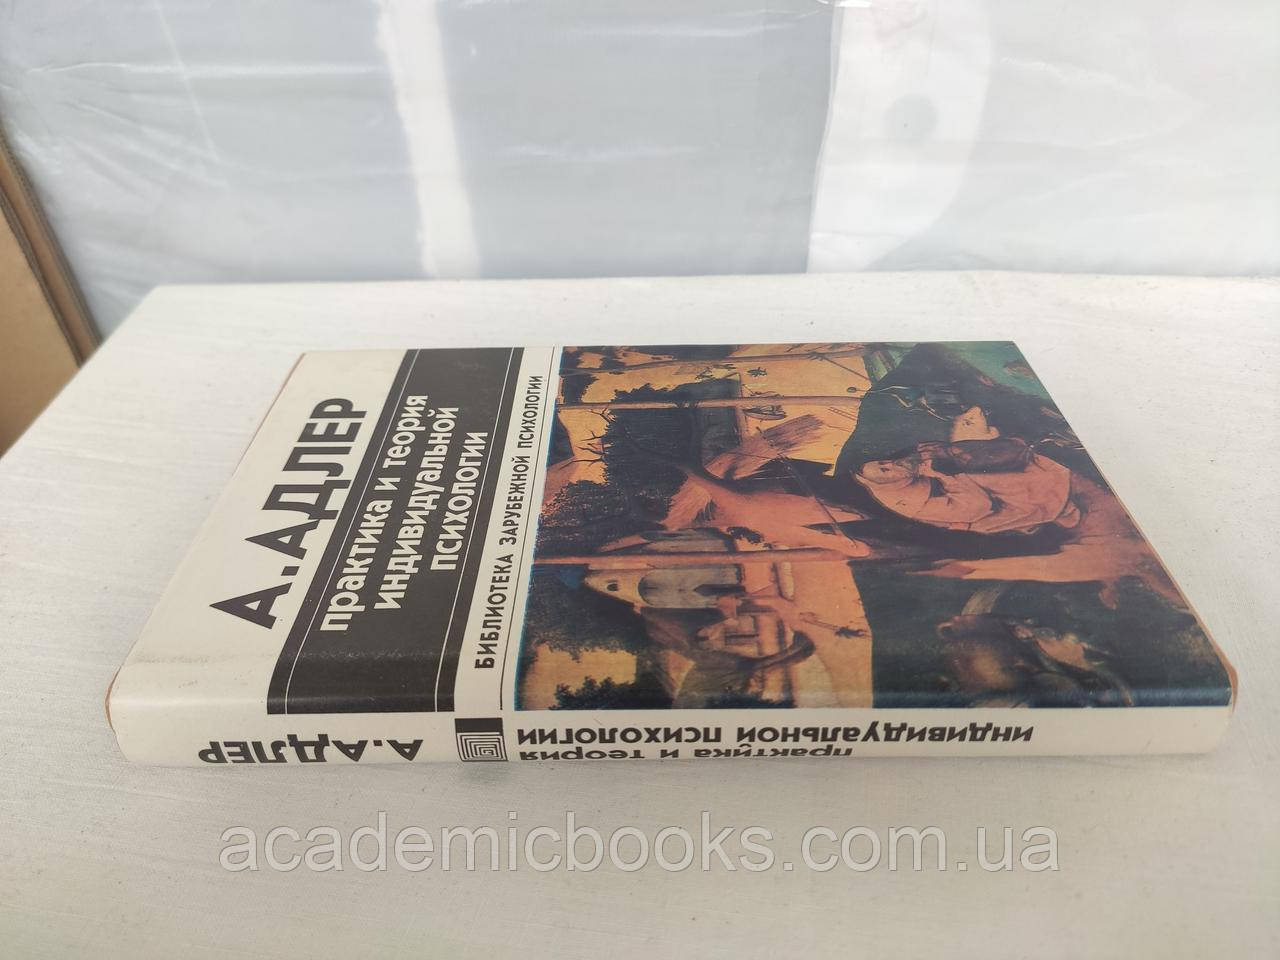 А. АДЛЕР
практика и теория
индивидуальной
психологии
БИБЛИОТЕКА ЗАРУБЕЖНОЙ ПСИХОЛОГИИ
А. АДЛЕР
практика и теория
индивидуальной психологии
academicbooks.com.ua